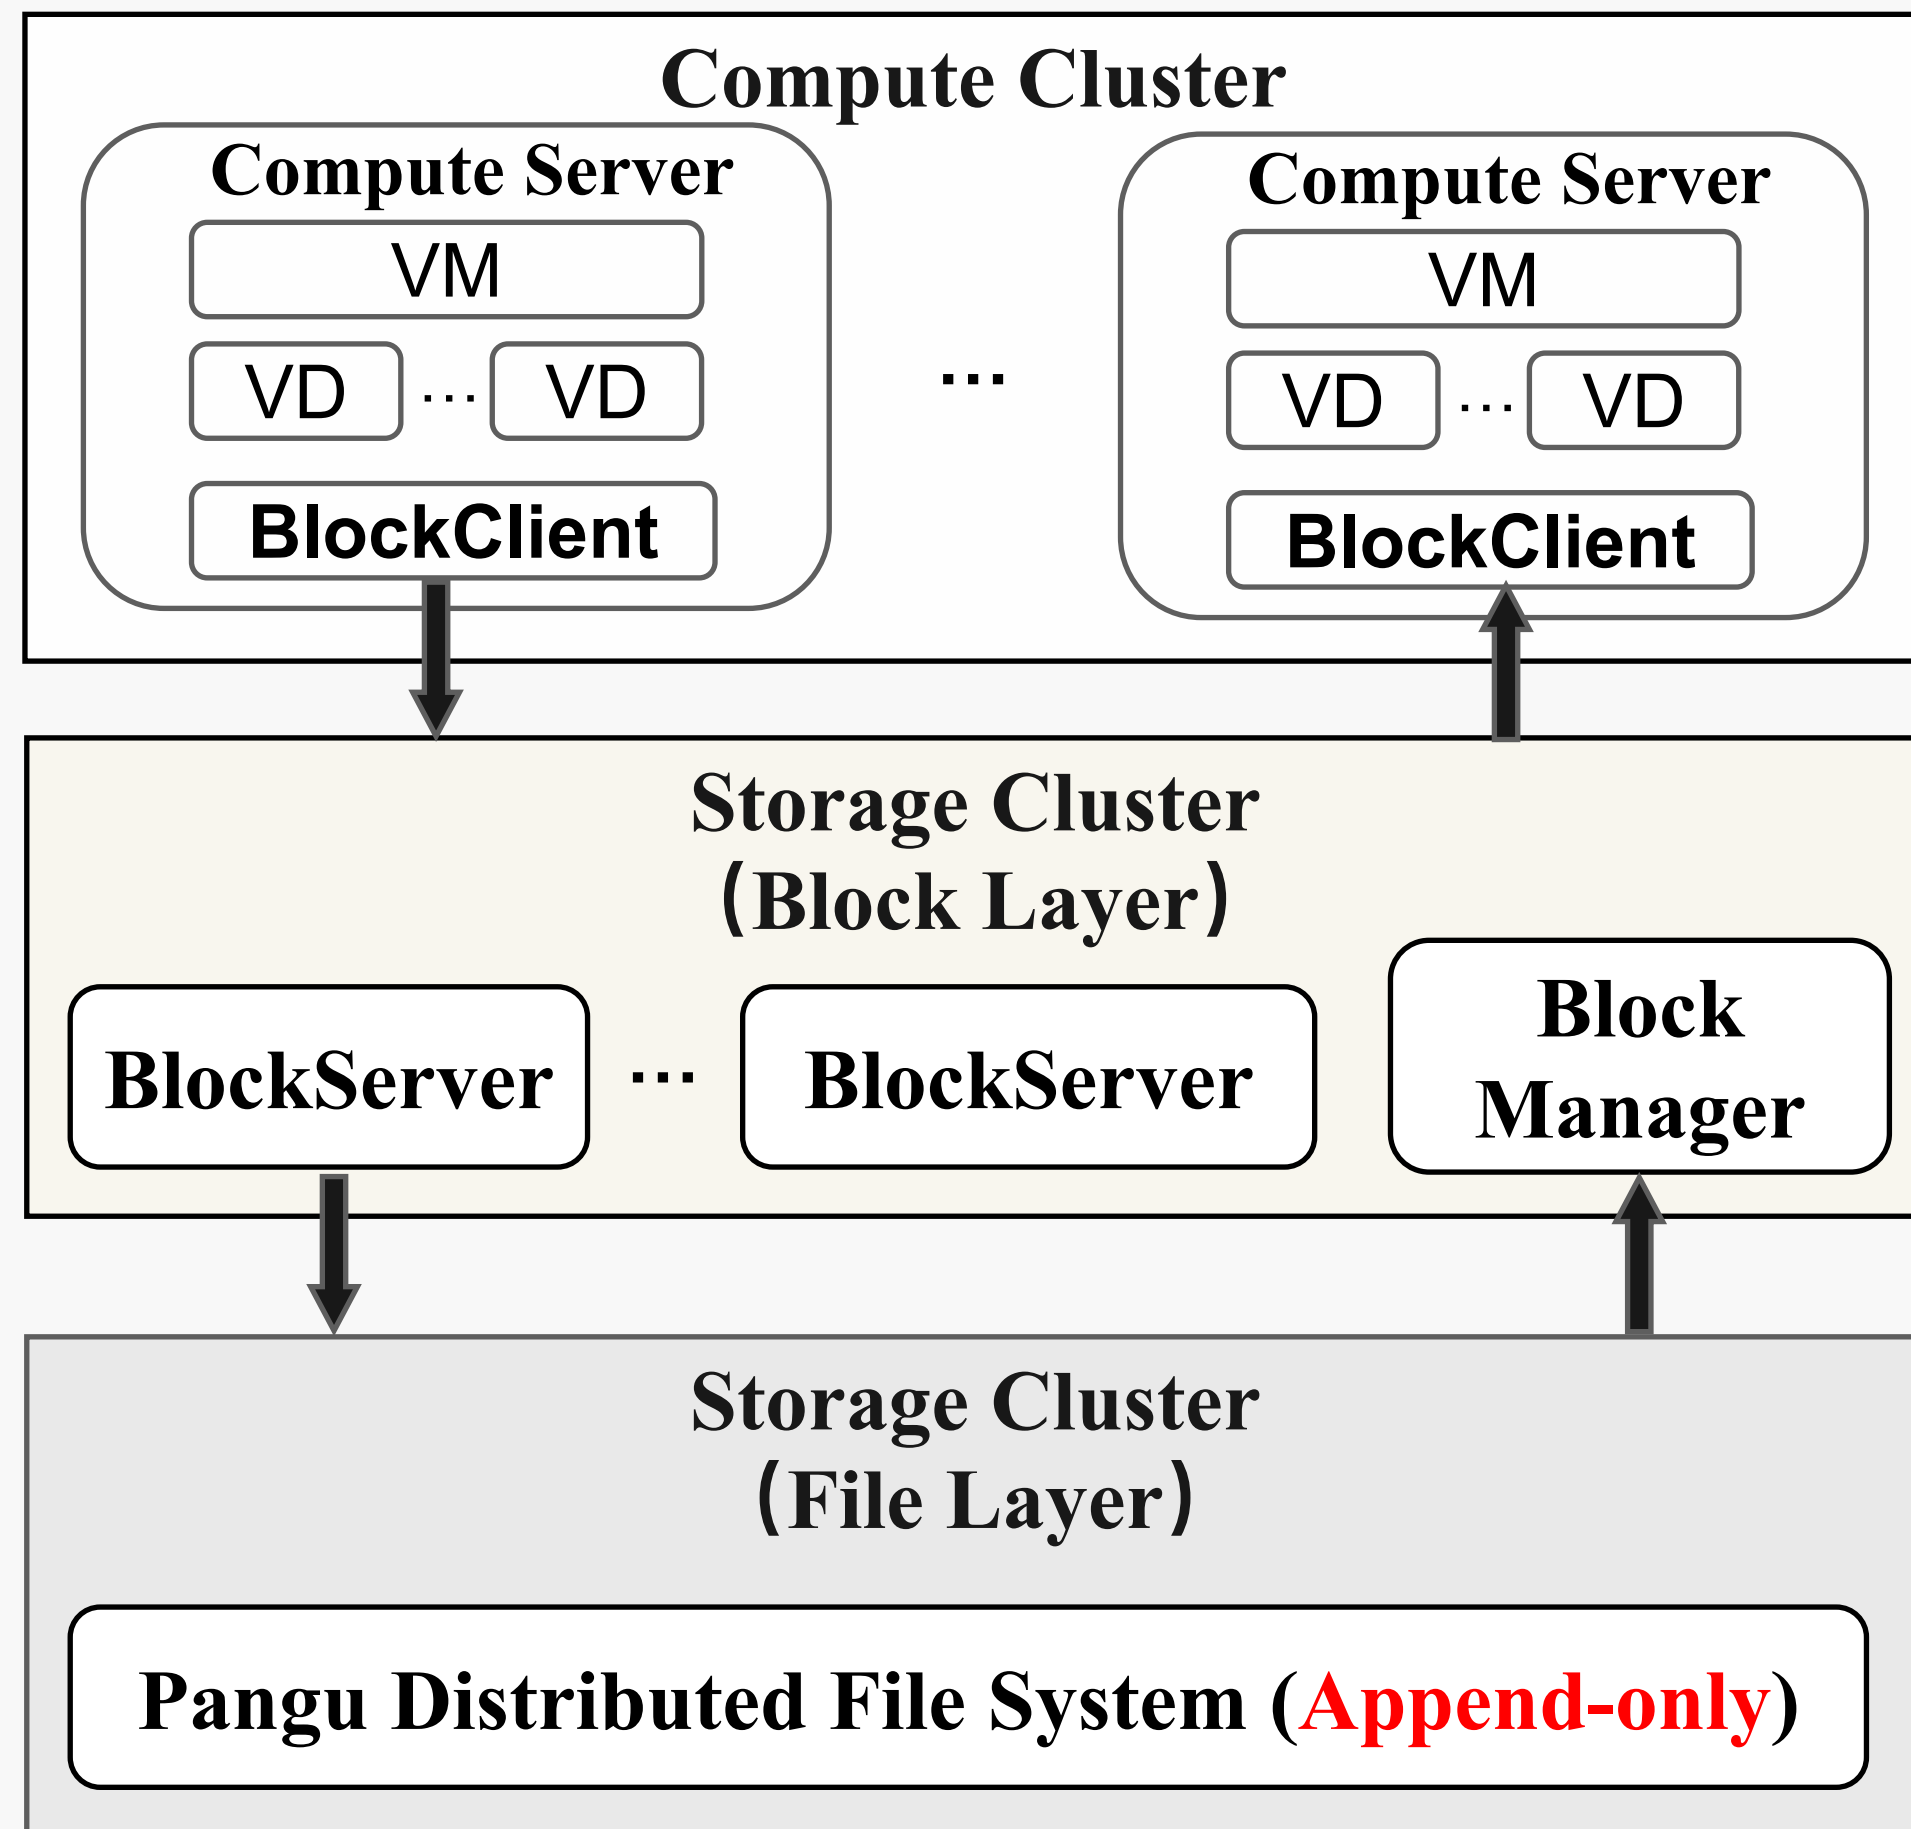 Compute Cluster
Compute Server
VM
VD ... VD
BlockClient
...
Compute Server
VM
VD ... VD
BlockClient
Storage Cluster
(Block Layer)
BlockServer ... BlockServer
Block
Manager
Storage Cluster
(File Layer)
Pangu Distributed File System (Append-only)